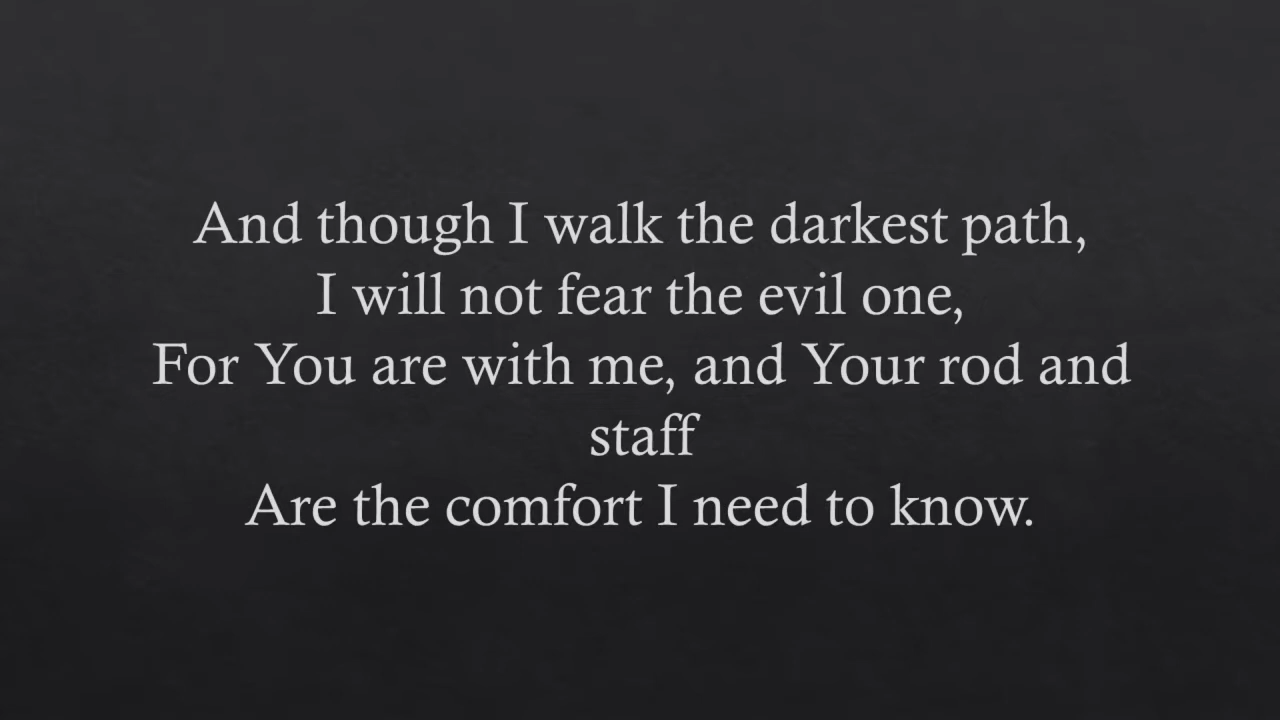 And though I walk the darkest path,
I will not fear the evil one,
For You are with me, and Your rod and
staff
Are the comfort I need to know.